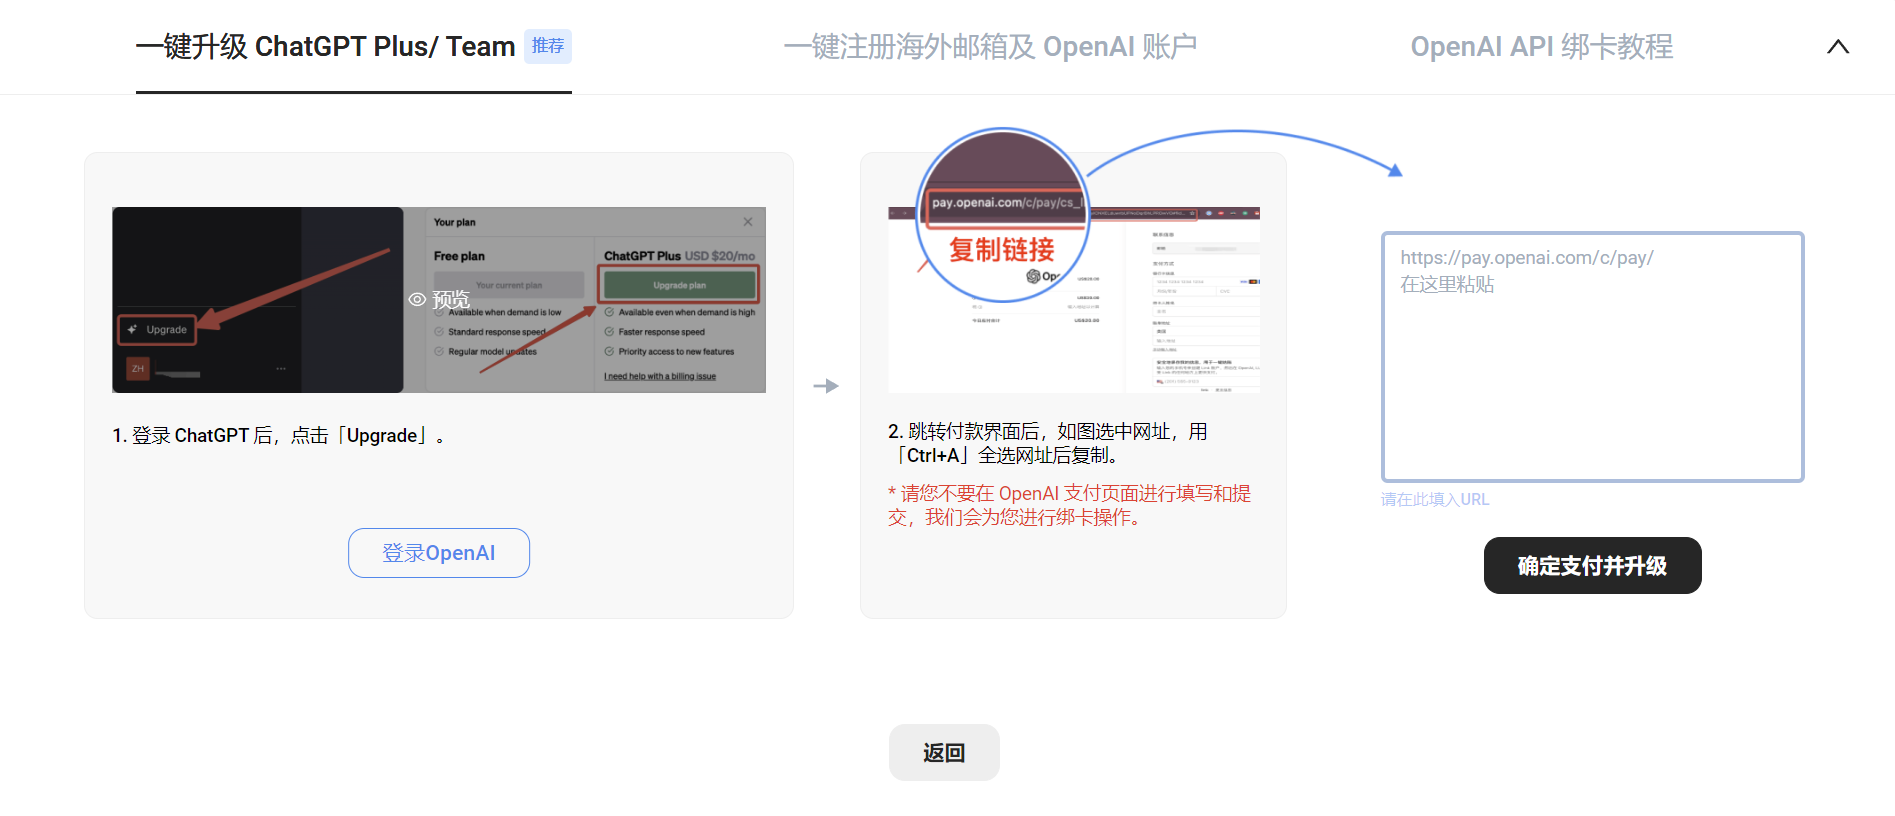 一键升级 ChatGPT Plus/ Team 推荐
一键注册海外邮箱及 OpenAI 账户
OpenAI API 绑卡教程
Your plan
Free plan
ChatGPT Plus USD $20/mo
Your current plan
Upgrade plan
预览
Available when demand is low
Available even when demand is high
Standard response speed
Faster response speed
Regular model updates
Priority access to new features
I need help with a billing issue
Upgrade
ZH
1. 登录 ChatGPT 后，点击「Upgrade」。
登录OpenAI
pay.openai.com/c/pay/cs_l
复制链接
2. 跳转付款界面后，如图选中网址，用
「Ctrl+A」全选网址后复制。
* 请您不要在 OpenAI 支付页面进行填写和提
交，我们会为您进行绑卡操作。
https://pay.openai.com/c/pay/
在这里粘贴
请在此填入URL
确定支付并升级
返回